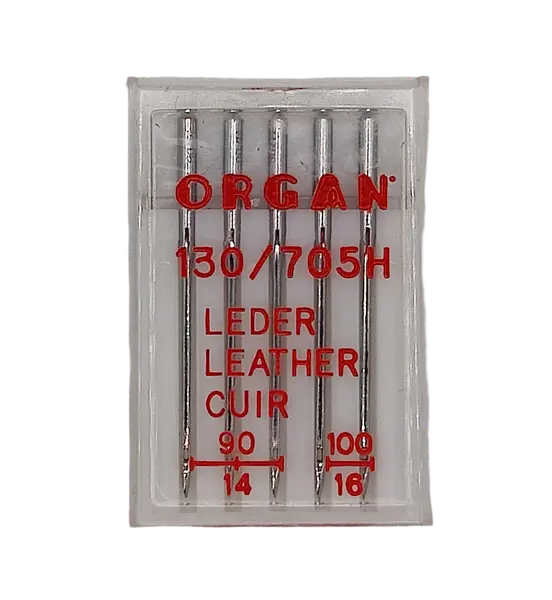 ORGAN®
130/705H
LEDER
LEATHER
CUIR
90 100
14 16